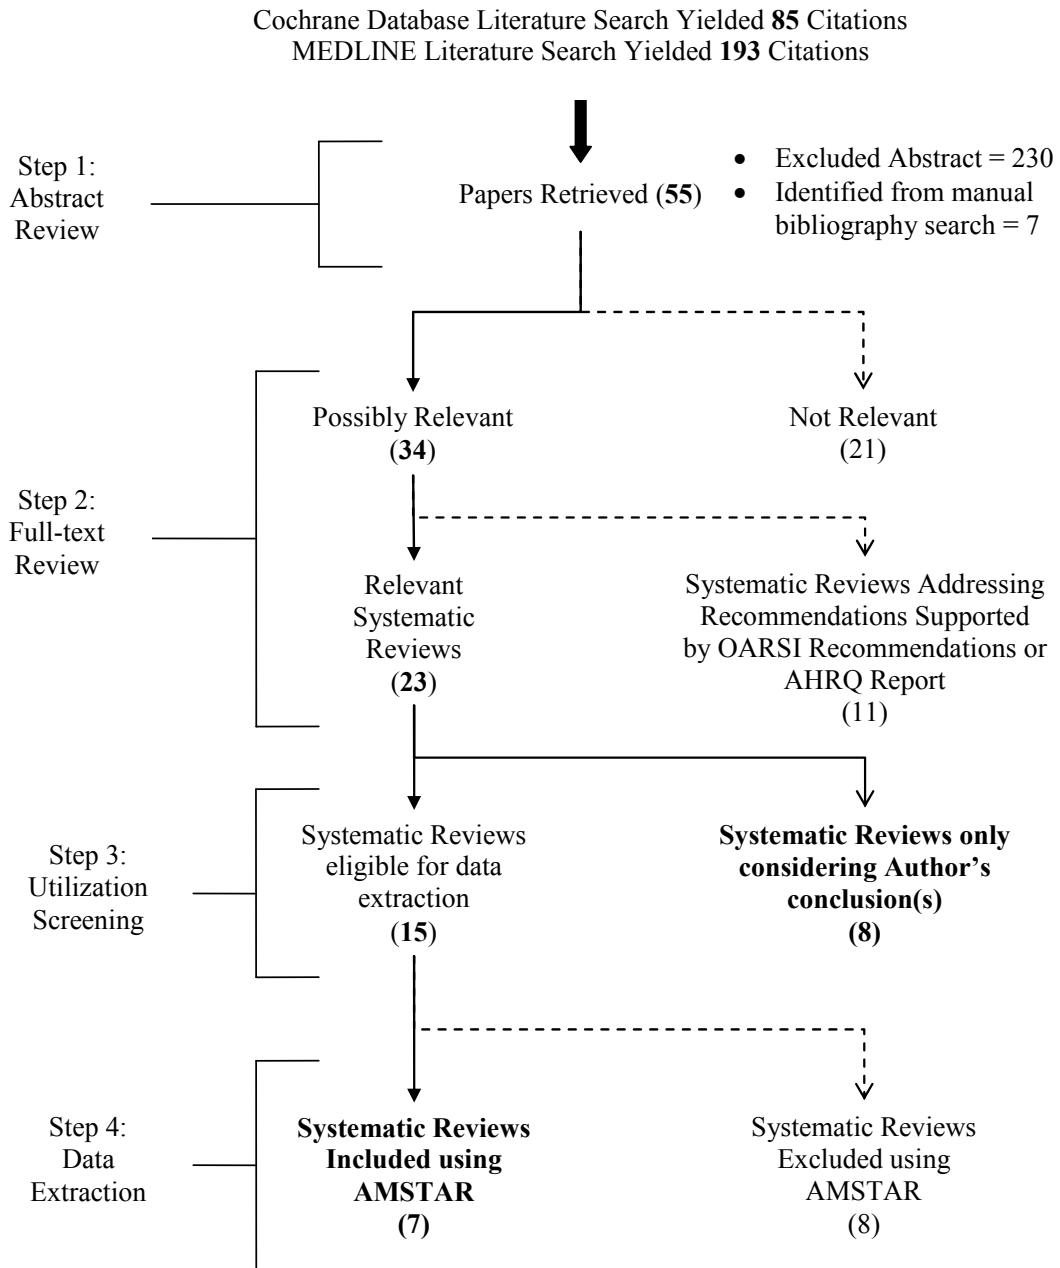 Cochrane Database Literature Search Yielded 85 Citations
MEDLINE Literature Search Yielded 193 Citations
Step 1:
Abstract
Review
Papers Retrieved (55)
• Excluded Abstract = 230
• Identified from manual
bibliography search = 7
Step 2:
Full-text
Review
Possibly Relevant
(34)
Not Relevant
(21)
Relevant
Systematic
Reviews
(23)
Systematic Reviews Addressing
Recommendations Supported
by OARSI Recommendations or
AHRQ Report
(11)
Step 3:
Utilization
Screening
Systematic Reviews
eligible for data
extraction
(15)
Systematic Reviews only
considering Author’s
conclusion(s)
(8)
Step 4:
Data
Extraction
Systematic Reviews
Included using
AMSTAR
(7)
Systematic Reviews
Excluded using
AMSTAR
(8)